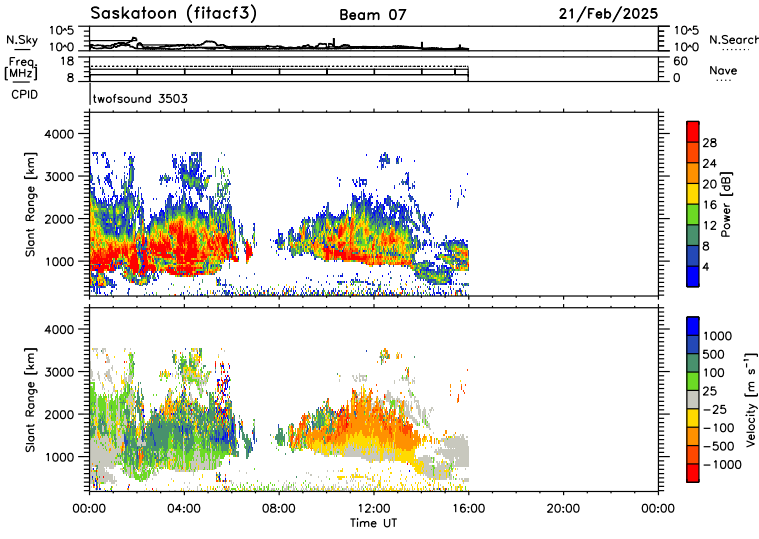 Saskatoon (fitacf3) Beam 07 21/Feb/2025
N.Sky 10^5 10^0 10^5 10^0 N.Search
Freq. [MHz] 18 8 60 0 Nave
CPID twofsound 3503
Slant Range [km] 4000 3000 2000 1000
28 24 20 16 12 8 4 Power [dB]
Slant Range [km] 4000 3000 2000 1000
1000 500 100 25 −25 −100 −500 −1000 Velocity [m s⁻¹]
00:00 04:00 08:00 12:00 16:00 20:00 00:00
Time UT